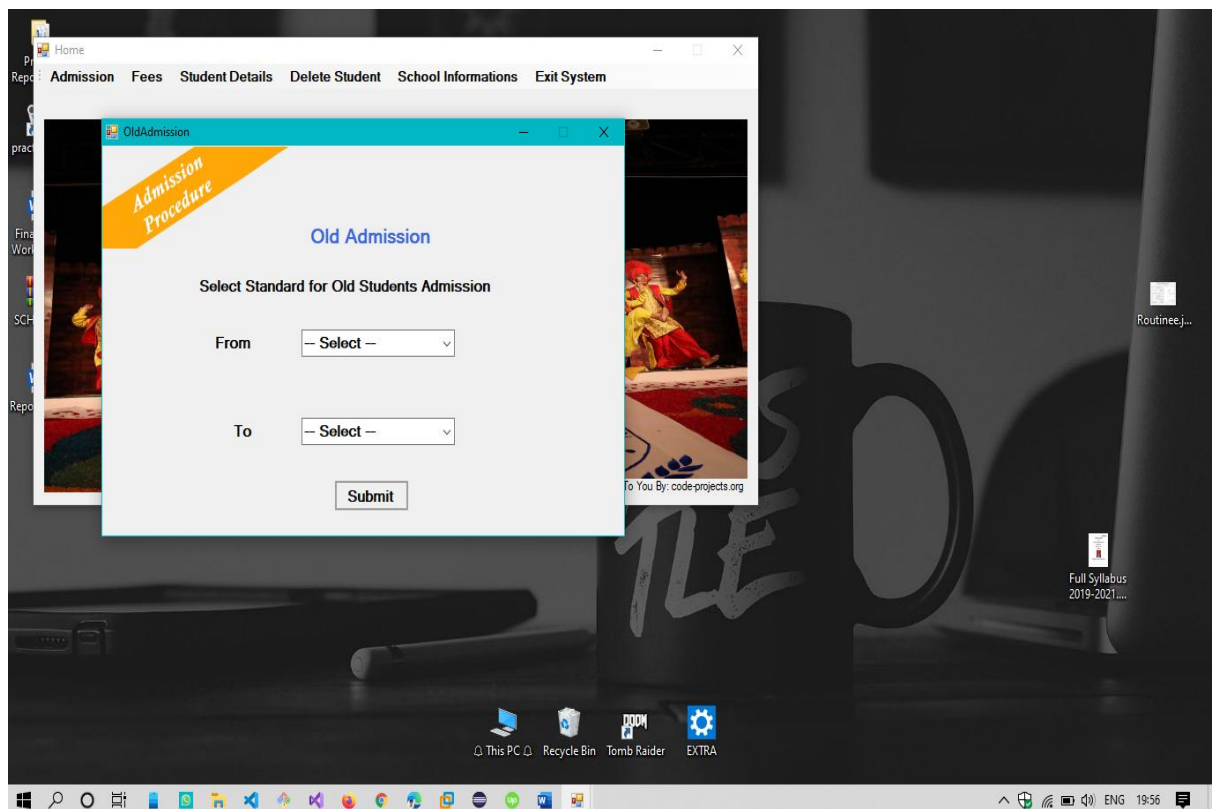 Home
Admission Fees Student Details Delete Student School Informations Exit System
OldAdmission
Admission
Procedure
Old Admission
Select Standard for Old Students Admission
From
-- Select --
To
-- Select --
Submit
To You By: code-projects.org
Routinee.j...
Full Syllabus
2019-2021....
TLE
This PC
Recycle Bin
DOOM
Tomb Raider
EXTRA
ENG
19:56